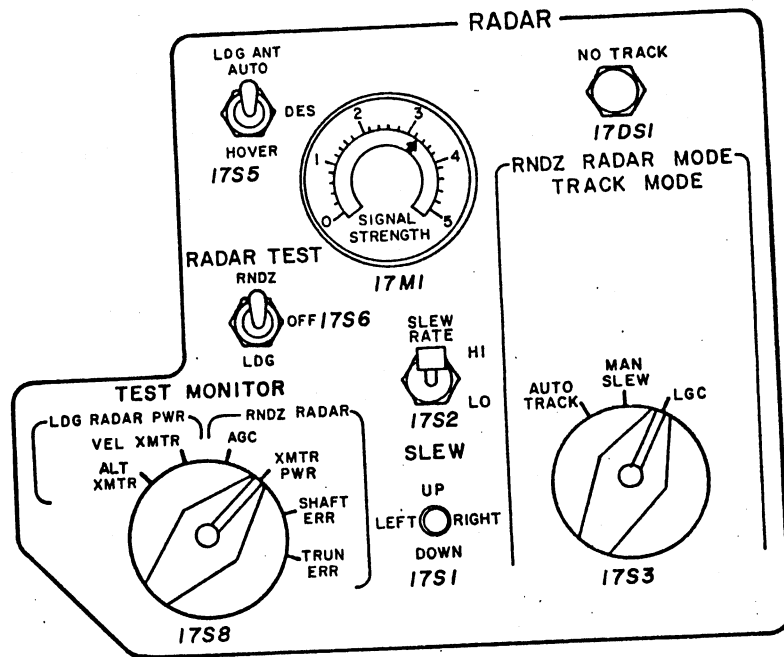 RADAR
LDG ANT
AUTO
DES
HOVER
17S5
0
1
2
3
4
5
SIGNAL
STRENGTH
17M1
NO TRACK
17DS1
RNDZ RADAR MODE
TRACK MODE
RADAR TEST
RNDZ
OFF 17S6
LDG
SLEW
RATE
HI
LO
17S2
AUTO
TRACK
MAN
SLEW
LGC
17S3
TEST MONITOR
LDG RADAR PWR
RNDZ RADAR
ALT
XMTR
VEL XMTR
AGC
XMTR
PWR
SHAFT
ERR
TRUN
ERR
17S8
SLEW
UP
LEFT RIGHT
DOWN
17S1